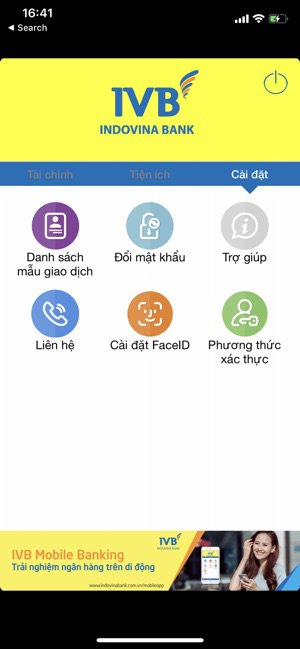 16:41
Search
IVB
INDOVINA BANK
Tài chính
Tiện ích
Cài đặt
Danh sách
mẫu giao dịch
Đổi mật khẩu
Trợ giúp
Liên hệ
Cài đặt FaceID
Phương thức
xác thực
IVB
INDOVINA BANK
IVB Mobile Banking
Trải nghiệm ngân hàng trên di động
www.indovinabank.com.vn/mobileapp